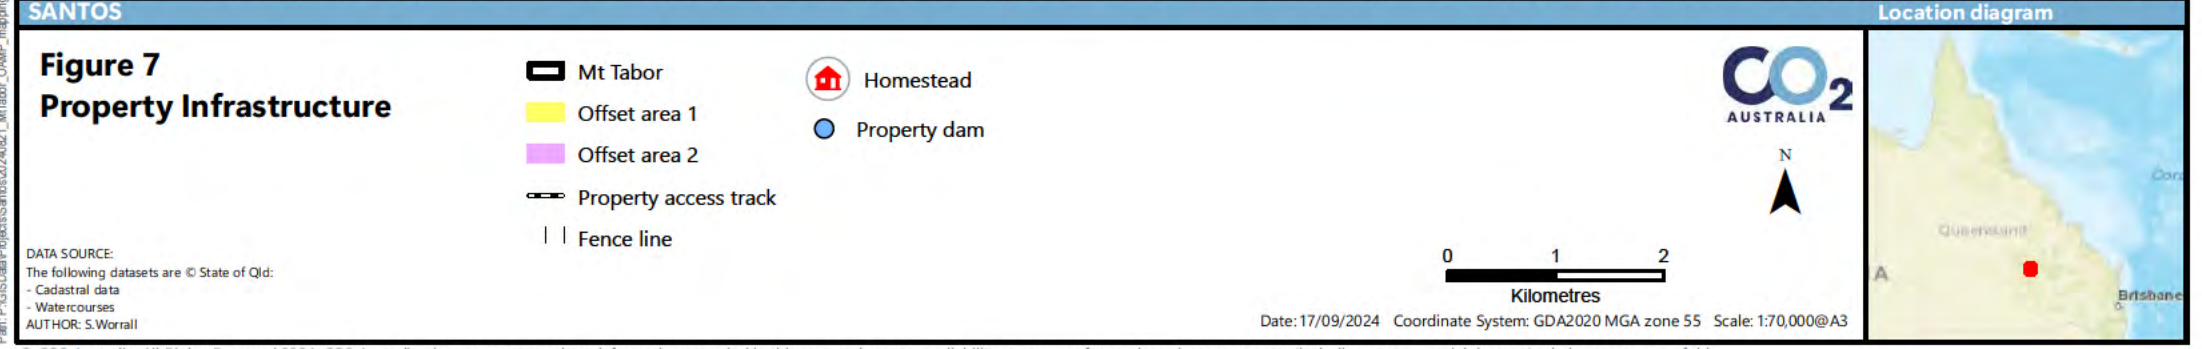 SANTOS
Location diagram
Figure 7
Property Infrastructure
Mt Tabor
Offset area 1
Offset area 2
Property access track
Fence line
Homestead
Property dam
CO2
AUSTRALIA
N
0 1 2
Kilometres
DATA SOURCE:
The following datasets are © State of Qld:
- Cadastral data
- Watercourses
AUTHOR: S.Worrall
Date:17/09/2024 Coordinate System: GDA2020 MGA zone 55 Scale: 1:70,000@A3
Cora
Queensland
A
Brisbane